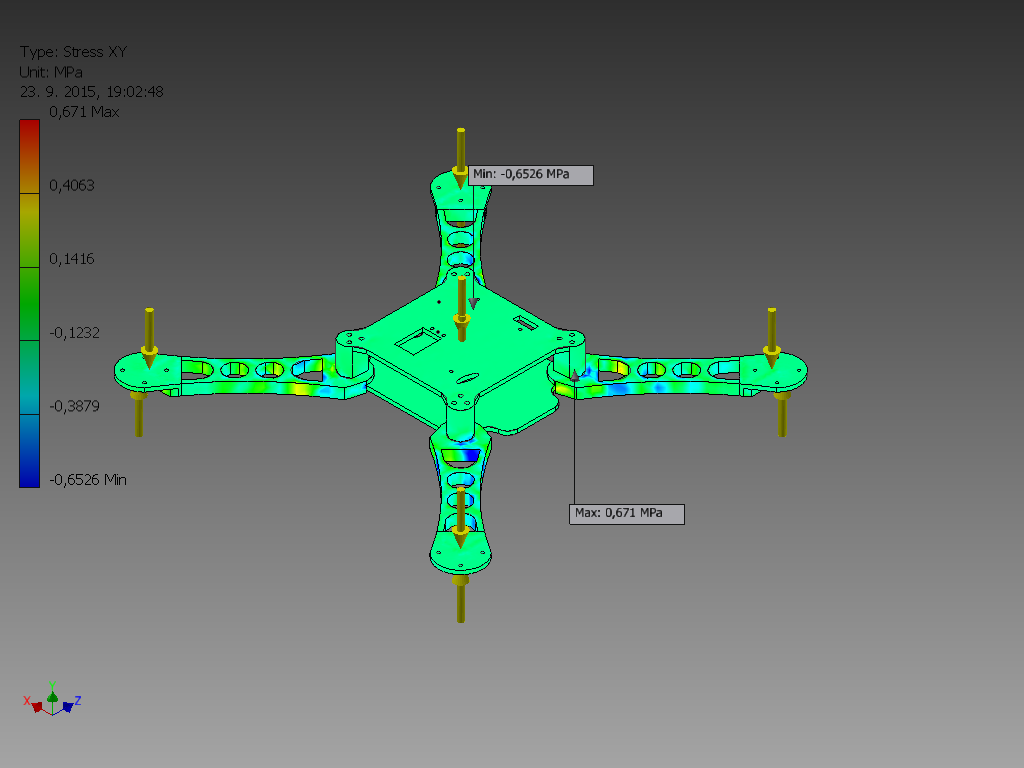 Type: Stress XY
Unit: MPa
23. 9. 2015, 19:02:48
0,671 Max
0,4063
0,1416
-0,1232
-0,3879
-0,6526 Min
Min: -0,6526 MPa
Max: 0,671 MPa
Y
X
Z